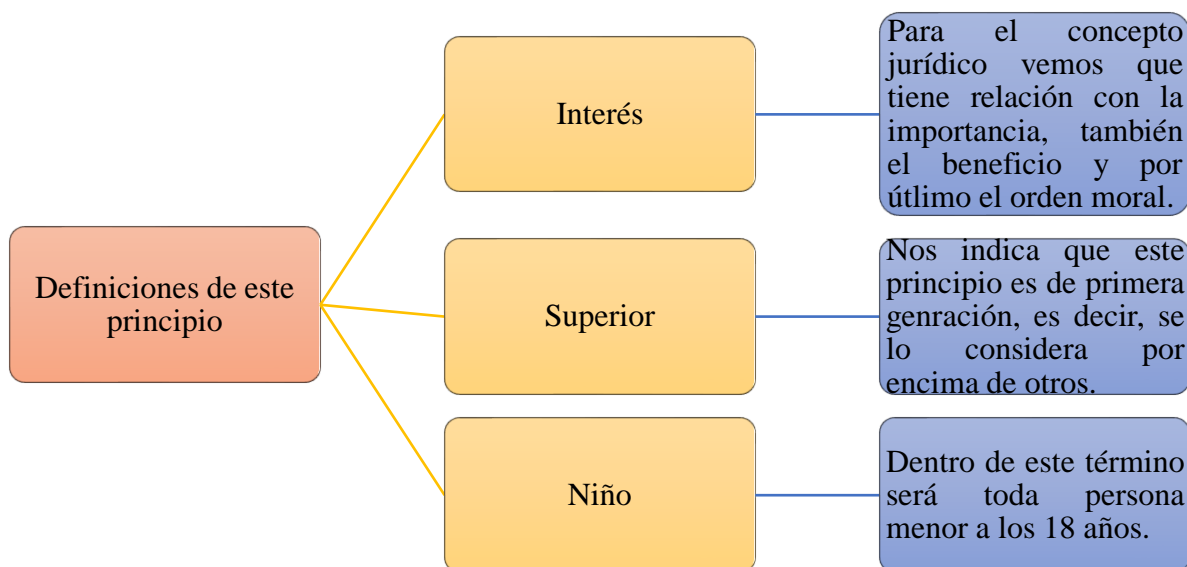 Definiciones de este
principio
Interés
Para el concepto
jurídico vemos que
tiene relación con la
importancia, también
el beneficio y por
útlimo el orden moral.
Superior
Nos indica que este
principio es de primera
genración, es decir, se
lo considera por
encima de otros.
Niño
Dentro de este término
será toda persona
menor a los 18 años.